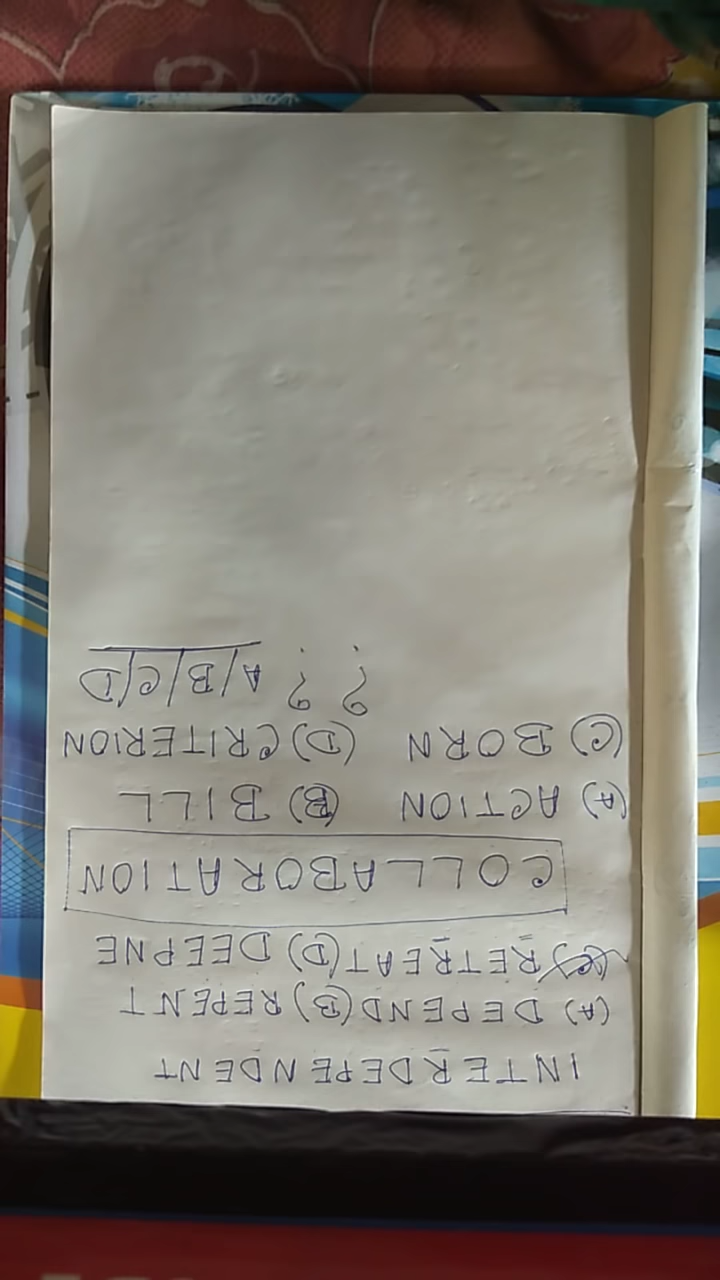 INTERDEPENDENT
(A) DEPEND (B) REPENT
(C) RETREAT (D) DEEPNE
COLLABORATION
(A) ACTION (B) BILL
(C) BORN (D) CRITERION
? ? A/B/C/D